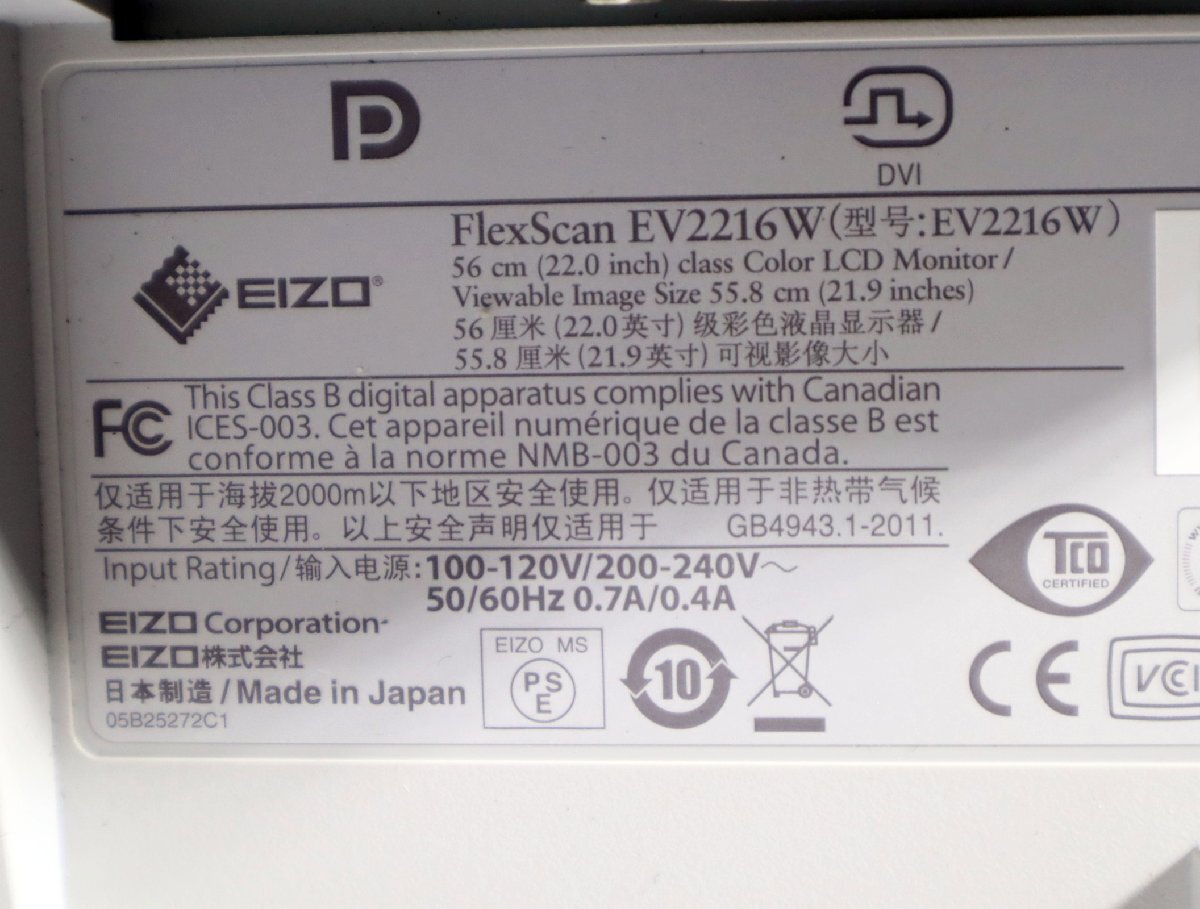 DVI
EIZO®
FlexScan EV2216W(型号:EV2216W)
56 cm (22.0 inch) class Color LCD Monitor/
Viewable Image Size 55.8 cm (21.9 inches)
56 厘米 (22.0英寸) 级彩色液晶显示器/
55.8 厘米 (21.9英寸) 可视影像大小
FC
This Class B digital apparatus complies with Canadian
ICES-003. Cet appareil numérique de la classe B est
conforme à la norme NMB-003 du Canada.
仅适用于海拔2000m以下地区安全使用。仅适用于非热带气候
条件下安全使用。以上安全声明仅适用于 GB4943.1-2011.
Input Rating/输入电源:100-120V/200-240V～
50/60Hz 0.7A/0.4A
EIZO Corporation
EIZO株式会社
日本制造/Made in Japan
05B25272C1
EIZO MS
PSE
10
TCO
CERTIFIED
CE
VCCI